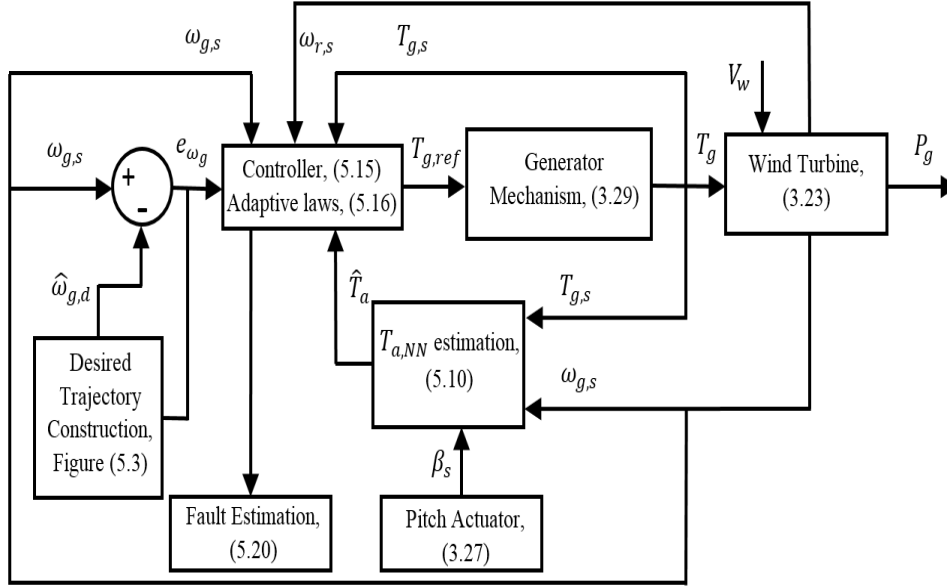 ω_{g,s}
ω_{r,s}
T_{g,s}
V_w
ω_{g,s}
+
-
e_{ω_g}
Controller, (5.15)
Adaptive laws, (5.16)
T_{g,ref}
Generator
Mechanism, (3.29)
T_g
Wind Turbine,
(3.23)
P_g
ω̂_{g,d}
T̂_a
T_{g,s}
Desired
Trajectory
Construction,
Figure (5.3)
T_{a,NN} estimation,
(5.10)
ω_{g,s}
β_s
Fault Estimation,
(5.20)
Pitch Actuator,
(3.27)